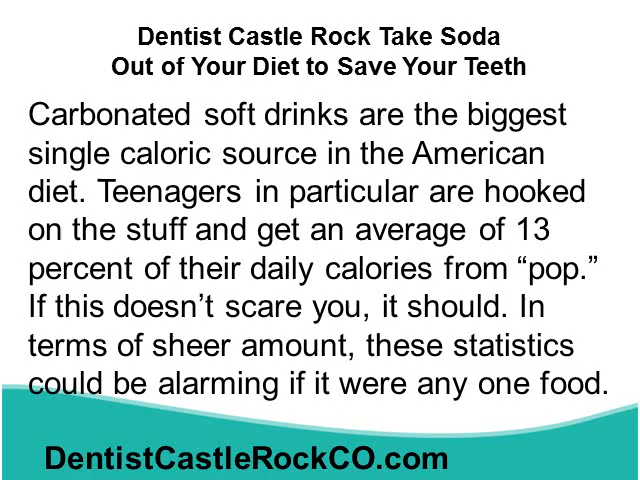 Dentist Castle Rock Take Soda
Out of Your Diet to Save Your Teeth
Carbonated soft drinks are the biggest
single caloric source in the American
diet. Teenagers in particular are hooked
on the stuff and get an average of 13
percent of their daily calories from “pop.”
If this doesn’t scare you, it should. In
terms of sheer amount, these statistics
could be alarming if it were any one food.
DentistCastleRockCO.com